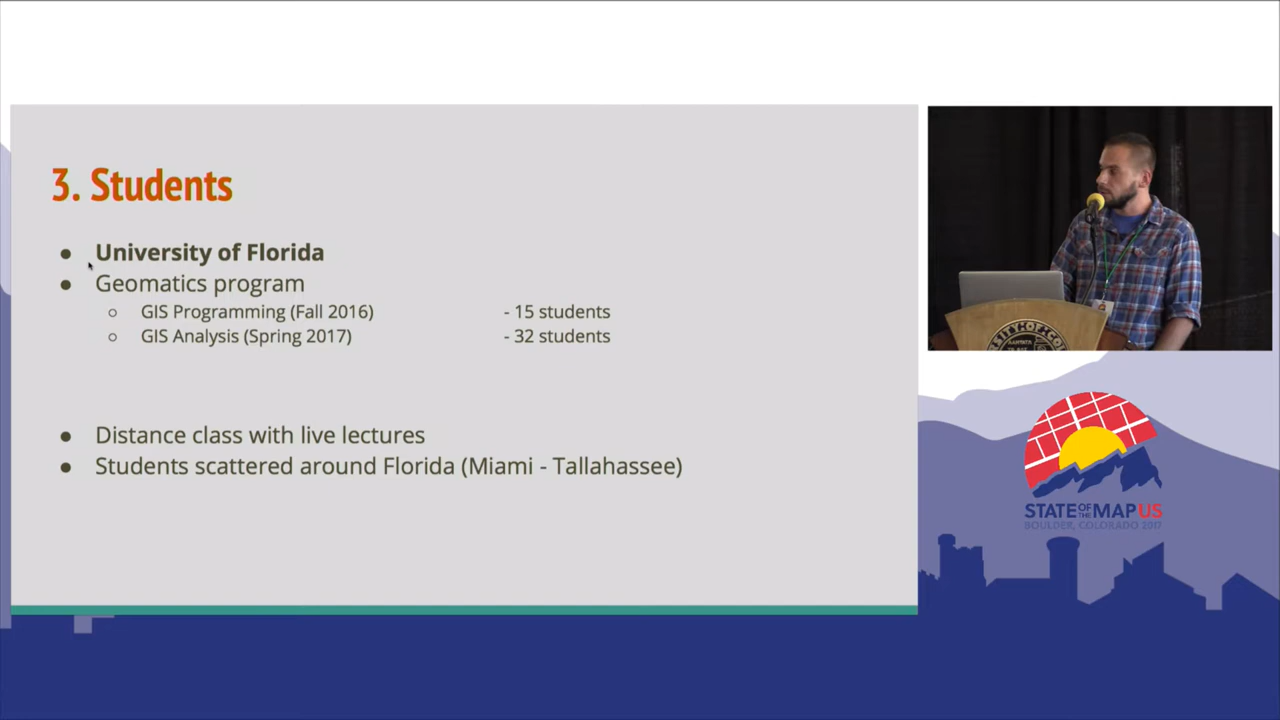 3. Students
● University of Florida
● Geomatics program
○ GIS Programming (Fall 2016) - 15 students
○ GIS Analysis (Spring 2017) - 32 students
● Distance class with live lectures
● Students scattered around Florida (Miami - Tallahassee)
STATE OF THE MAP US
BOULDER, COLORADO 2017